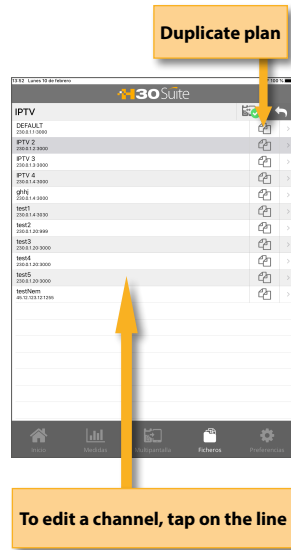 Duplicate plan
13:52 Lunes 10 de febrero
100 %
H30 Suite
IPTV
DEFAULT
230.0.1.1:3000
IPTV 2
230.0.1.2:3000
IPTV 3
230.0.1.3:3000
IPTV 4
230.0.1.4:3000
ghhj
230.0.1.4:3000
test1
230.0.1.4:3030
test2
230.0.1.20:999
test3
230.0.1.20:3000
test4
230.0.1.20:3000
test5
230.0.1.20:3000
testNem
45.12.123.12:1255
Inicio
Medidas
Multipantalla
Ficheros
Preferencias
To edit a channel, tap on the line